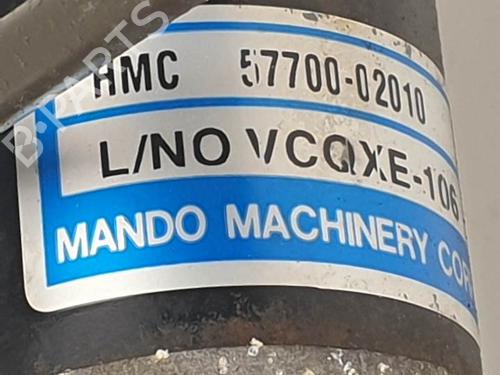 B-PARTS
HMC 57700-02010
L/NO VCQXE-106
MANDO MACHINERY COR